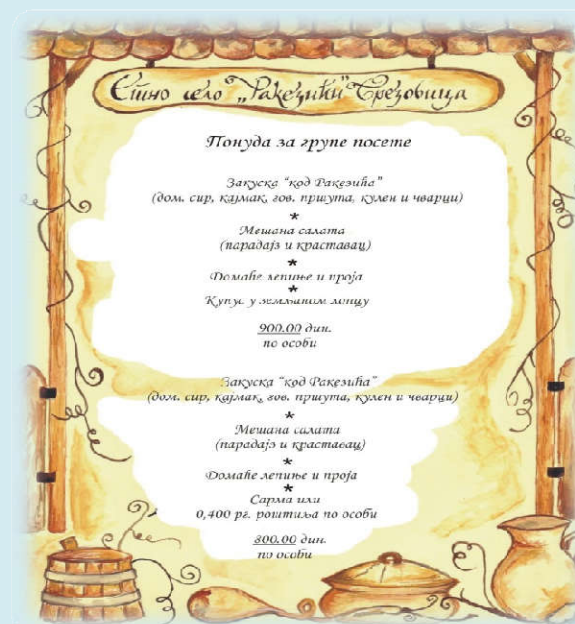 Етно село „Ракезићи" Трезовица
Понуда за групе посете
Закуска "код Ракезића"
(дом. сир, кајмак, гов. пршута, кулен и чварци)
*
Мешана салата
(парадајз и краставац)
*
Домаће лепиње и проја
*
Купус у земљаном лонцу
900.00 дин.
по особи
Закуска "код Ракезића"
(дом. сир, кајмак, гов. пршута, кулен и чварци)
*
Мешана салата
(парадајз и краставац)
*
Домаће лепиње и проја
*
Сарма или
0,400 рг. роштиља по особи
800.00 дин.
по особи